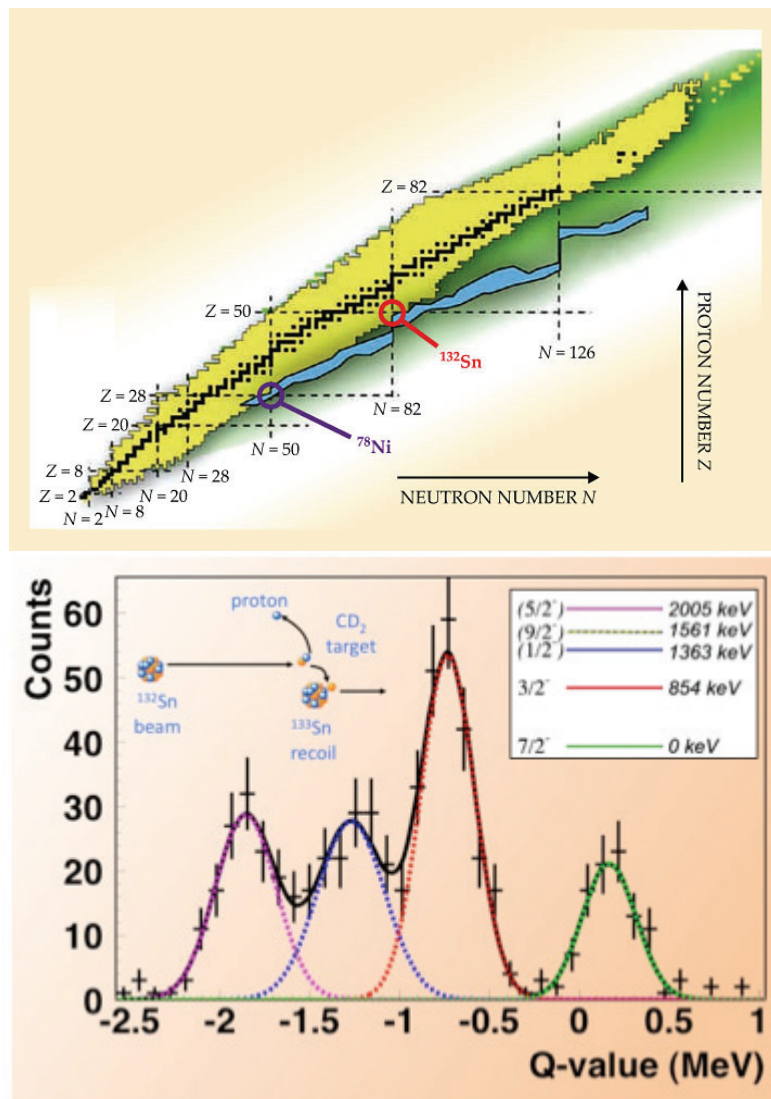 Z = 82
Z = 50
Z = 28
Z = 20
Z = 8
Z = 2
N = 2
N = 8
N = 20
N = 28
N = 50
N = 82
N = 126
¹³²Sn
⁷⁸Ni
NEUTRON NUMBER N
PROTON NUMBER Z
Counts
60
50
40
30
20
10
0
-2.5
-2
-1.5
-1
-0.5
0
0.5
1
Q-value (MeV)
proton
CD₂
target
¹³²Sn
beam
¹³³Sn
recoil
(5/2⁻) 2005 keV
(9/2⁻) 1561 keV
(1/2⁻) 1363 keV
3/2⁻ 854 keV
7/2⁻ 0 keV